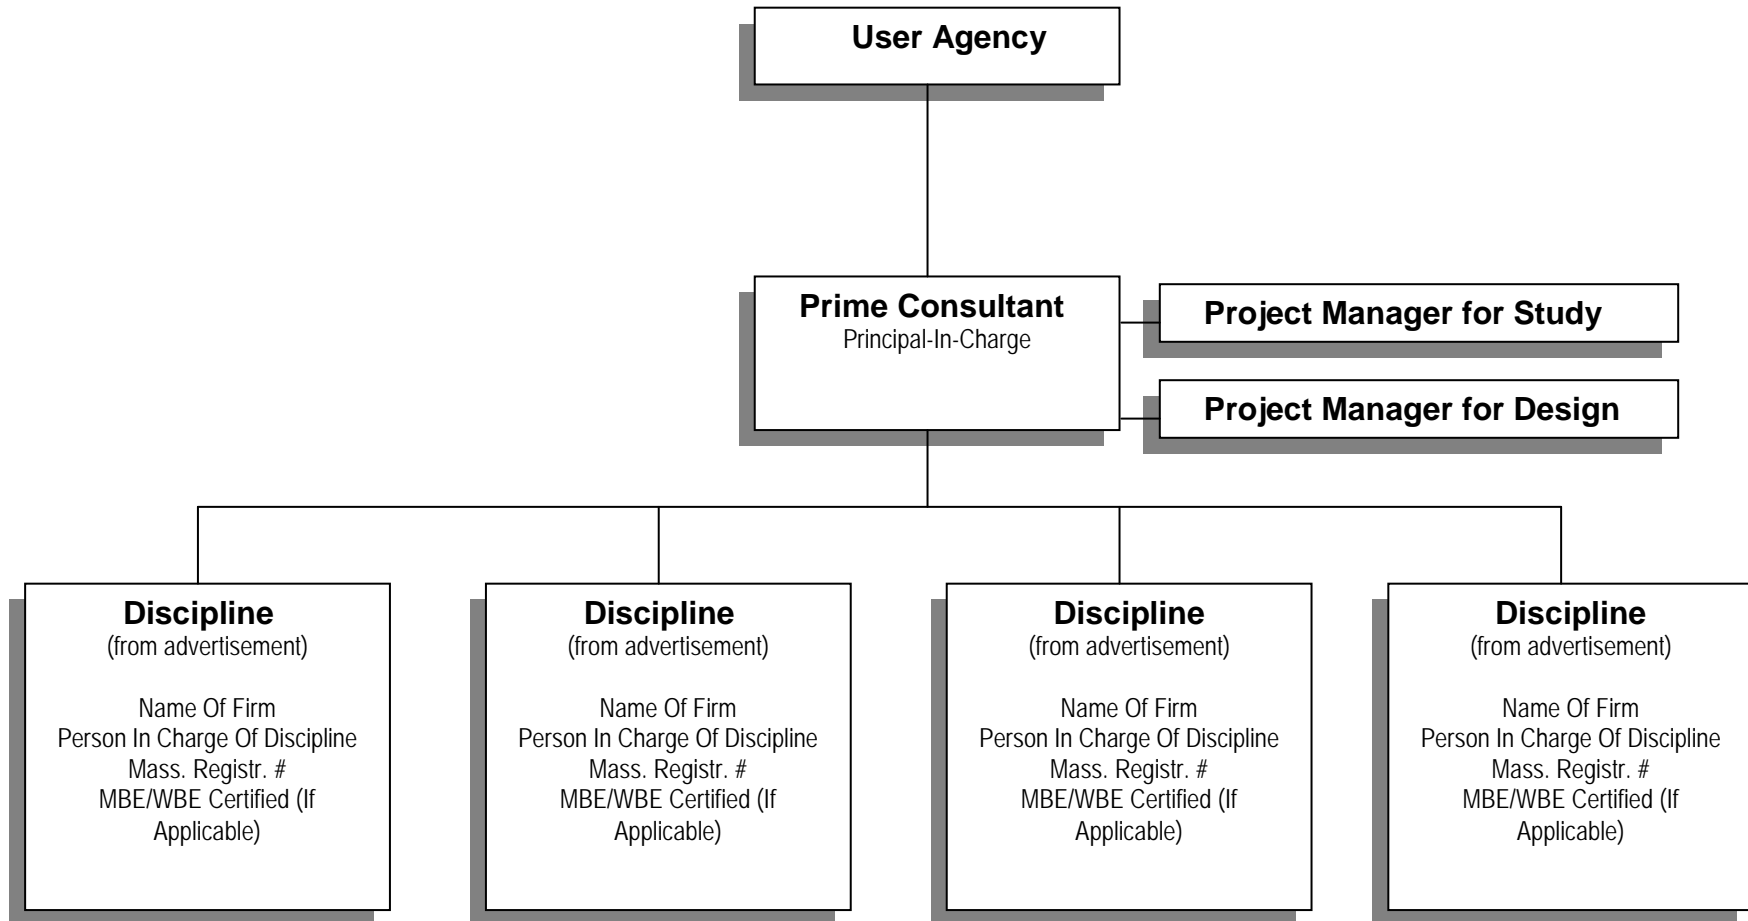 User Agency
Prime Consultant
Principal-In-Charge
Project Manager for Study
Project Manager for Design
Discipline
(from advertisement)
Name Of Firm
Person In Charge Of Discipline
Mass. Registr. #
MBE/WBE Certified (If
Applicable)
Discipline
(from advertisement)
Name Of Firm
Person In Charge Of Discipline
Mass. Registr. #
MBE/WBE Certified (If
Applicable)
Discipline
(from advertisement)
Name Of Firm
Person In Charge Of Discipline
Mass. Registr. #
MBE/WBE Certified (If
Applicable)
Discipline
(from advertisement)
Name Of Firm
Person In Charge Of Discipline
Mass. Registr. #
MBE/WBE Certified (If
Applicable)